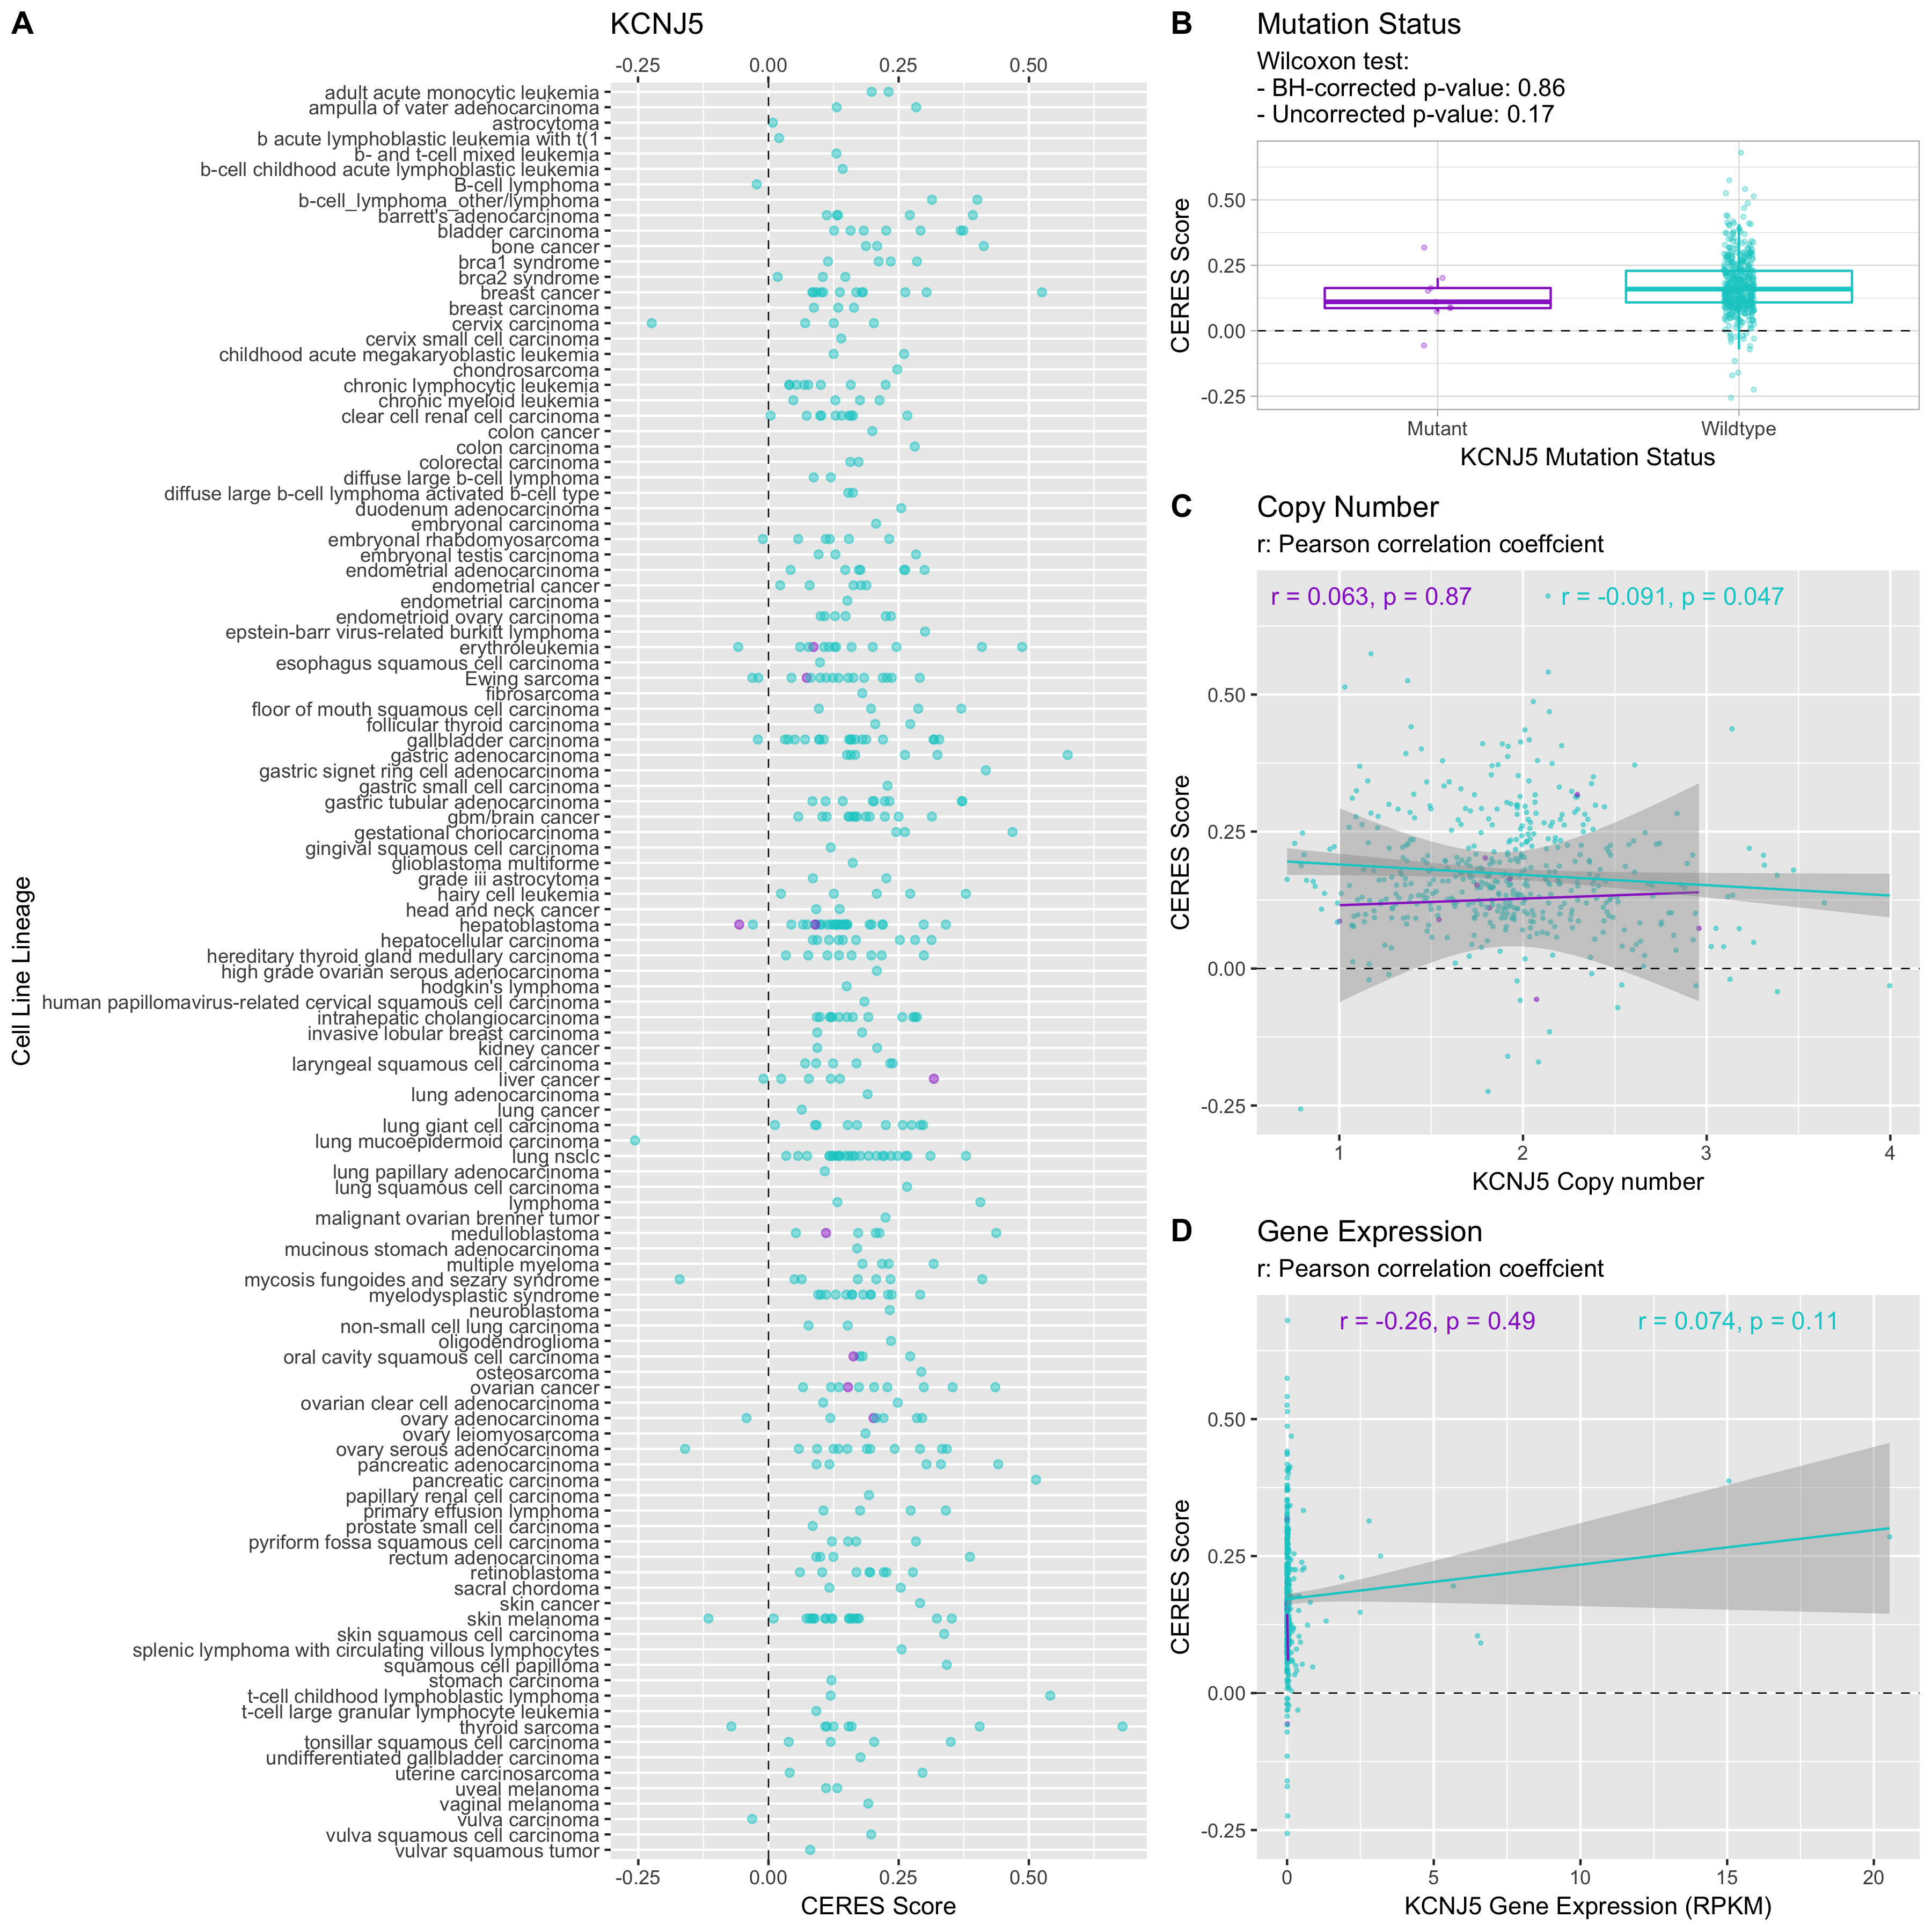 A
KCNJ5
-0.25 0.00 0.25 0.50
Cell Line Lineage
adult acute monocytic leukemia
ampulla of vater adenocarcinoma
astrocytoma
b acute lymphoblastic leukemia with t(1
b- and t-cell mixed leukemia
b-cell childhood acute lymphoblastic leukemia
B-cell lymphoma
b-cell_lymphoma_other/lymphoma
barrett's adenocarcinoma
bladder carcinoma
bone cancer
brca1 syndrome
brca2 syndrome
breast cancer
breast carcinoma
cervix carcinoma
cervix small cell carcinoma
childhood acute megakaryoblastic leukemia
chondrosarcoma
chronic lymphocytic leukemia
chronic myeloid leukemia
clear cell renal cell carcinoma
colon cancer
colon carcinoma
colorectal carcinoma
diffuse large b-cell lymphoma
diffuse large b-cell lymphoma activated b-cell type
duodenum adenocarcinoma
embryonal carcinoma
embryonal rhabdomyosarcoma
embryonal testis carcinoma
endometrial adenocarcinoma
endometrial cancer
endometrial carcinoma
endometrioid ovary carcinoma
epstein-barr virus-related burkitt lymphoma
erythroleukemia
esophagus squamous cell carcinoma
Ewing sarcoma
fibrosarcoma
floor of mouth squamous cell carcinoma
follicular thyroid carcinoma
gallbladder carcinoma
gastric adenocarcinoma
gastric signet ring cell adenocarcinoma
gastric small cell carcinoma
gastric tubular adenocarcinoma
gbm/brain cancer
gestational choriocarcinoma
gingival squamous cell carcinoma
glioblastoma multiforme
grade iii astrocytoma
hairy cell leukemia
head and neck cancer
hepatoblastoma
hepatocellular carcinoma
hereditary thyroid gland medullary carcinoma
high grade ovarian serous adenocarcinoma
hodgkin's lymphoma
human papillomavirus-related cervical squamous cell carcinoma
intrahepatic cholangiocarcinoma
invasive lobular breast carcinoma
kidney cancer
laryngeal squamous cell carcinoma
liver cancer
lung adenocarcinoma
lung cancer
lung giant cell carcinoma
lung mucoepidermoid carcinoma
lung nsclc
lung papillary adenocarcinoma
lung squamous cell carcinoma
lymphoma
malignant ovarian brenner tumor
medulloblastoma
mucinous stomach adenocarcinoma
multiple myeloma
mycosis fungoides and sezary syndrome
myelodysplastic syndrome
neuroblastoma
non-small cell lung carcinoma
oligodendroglioma
oral cavity squamous cell carcinoma
osteosarcoma
ovarian cancer
ovarian clear cell adenocarcinoma
ovary adenocarcinoma
ovary leiomyosarcoma
ovary serous adenocarcinoma
pancreatic adenocarcinoma
pancreatic carcinoma
papillary renal cell carcinoma
primary effusion lymphoma
prostate small cell carcinoma
pyriform fossa squamous cell carcinoma
rectum adenocarcinoma
retinoblastoma
sacral chordoma
skin cancer
skin melanoma
skin squamous cell carcinoma
splenic lymphoma with circulating villous lymphocytes
squamous cell papilloma
stomach carcinoma
t-cell childhood lymphoblastic lymphoma
t-cell large granular lymphocyte leukemia
thyroid sarcoma
tonsillar squamous cell carcinoma
undifferentiated gallbladder carcinoma
uterine carcinosarcoma
uveal melanoma
vaginal melanoma
vulva carcinoma
vulva squamous cell carcinoma
vulvar squamous tumor
-0.25 0.00 0.25 0.50
CERES Score
B
Mutation Status
Wilcoxon test:
- BH-corrected p-value: 0.86
- Uncorrected p-value: 0.17
CERES Score
0.50
0.25
0.00
-0.25
Mutant Wildtype
KCNJ5 Mutation Status
C
Copy Number
r: Pearson correlation coeffcient
r = 0.063, p = 0.87 r = -0.091, p = 0.047
CERES Score
0.50
0.25
0.00
-0.25
1 2 3 4
KCNJ5 Copy number
D
Gene Expression
r: Pearson correlation coeffcient
r = -0.26, p = 0.49 r = 0.074, p = 0.11
CERES Score
0.50
0.25
0.00
-0.25
0 5 10 15 20
KCNJ5 Gene Expression (RPKM)